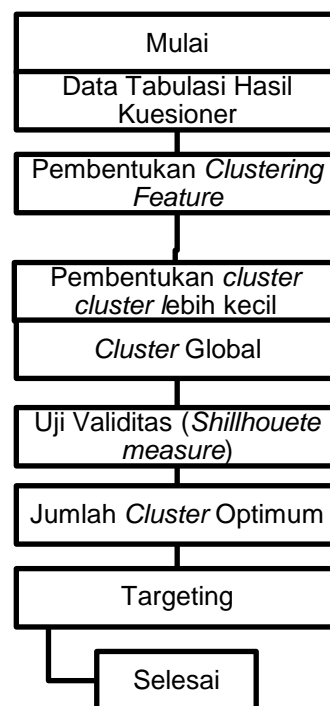 Mulai
Data Tabulasi Hasil
Kuesioner
Pembentukan Clustering
Feature
Pembentukan cluster
cluster lebih kecil
Cluster Global
Uji Validitas (Shillhouete
measure)
Jumlah Cluster Optimum
Targeting
Selesai